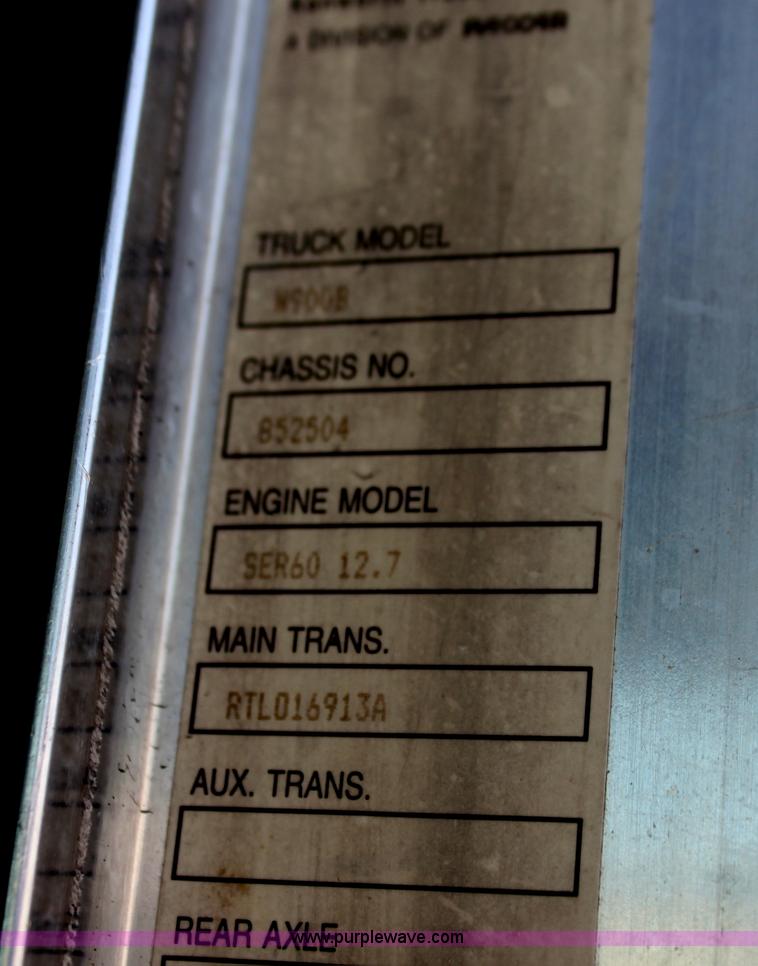 A DIVISION OF PACCAR
TRUCK MODEL
W900B
CHASSIS NO.
852504
ENGINE MODEL
SER60 12.7
MAIN TRANS.
RTLO16913A
AUX. TRANS.
REAR AXLE
www.purplewave.com